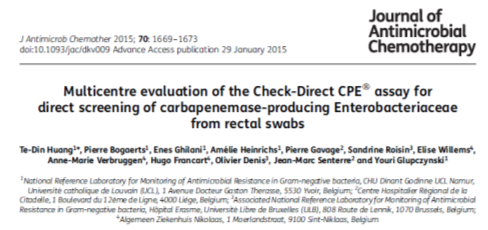 J Antimicrob Chemother 2015; 70: 1669–1673
doi:10.1093/jac/dkv009 Advance Access publication 29 January 2015
Journal of
Antimicrobial
Chemotherapy
Multicentre evaluation of the Check-Direct CPE® assay for
direct screening of carbapenemase-producing Enterobacteriaceae
from rectal swabs
Te-Din Huang¹*, Pierre Bogaerts¹, Enes Ghilani¹, Amélie Heinrichs¹, Pierre Gavage², Sandrine Roisin³, Elise Willems⁴,
Anne-Marie Verbruggen⁴, Hugo Francart⁴, Olivier Denis³, Jean-Marc Senterre² and Youri Glupczynski¹
¹National Reference Laboratory for Monitoring of Antimicrobial Resistance in Gram-negative bacteria, CHU Dinant Godinne UCL Namur,
Université catholique de Louvain (UCL), 1 Avenue Docteur Gaston Therasse, 5530 Yvoir, Belgium; ²Centre Hospitalier Régional de la
Citadelle, 1 Boulevard du 12ème de Ligne, 4000 Liège, Belgium; ³Associated National Reference Laboratory for Monitoring of Antimicrobial
Resistance in Gram-negative bacteria, Hôpital Erasme, Université Libre de Bruxelles (ULB), 808 Route de Lennik, 1070 Brussels, Belgium;
⁴Algemeen Ziekenhuis Nikolaas, 1 Moerlandstraat, 9100 Sint-Niklaas, Belgium